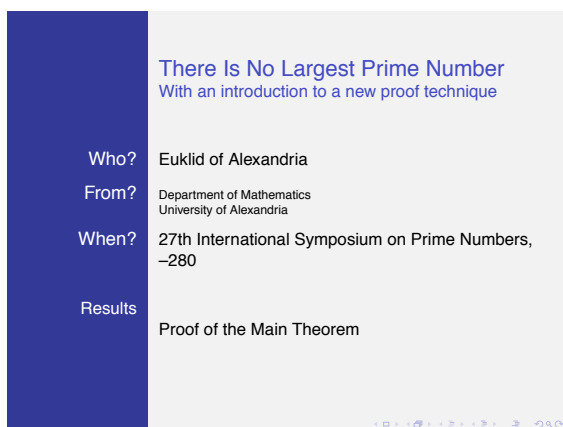 There Is No Largest Prime Number
With an introduction to a new proof technique
Who?
Euklid of Alexandria
From?
Department of Mathematics
University of Alexandria
When?
27th International Symposium on Prime Numbers,
–280
Results
Proof of the Main Theorem